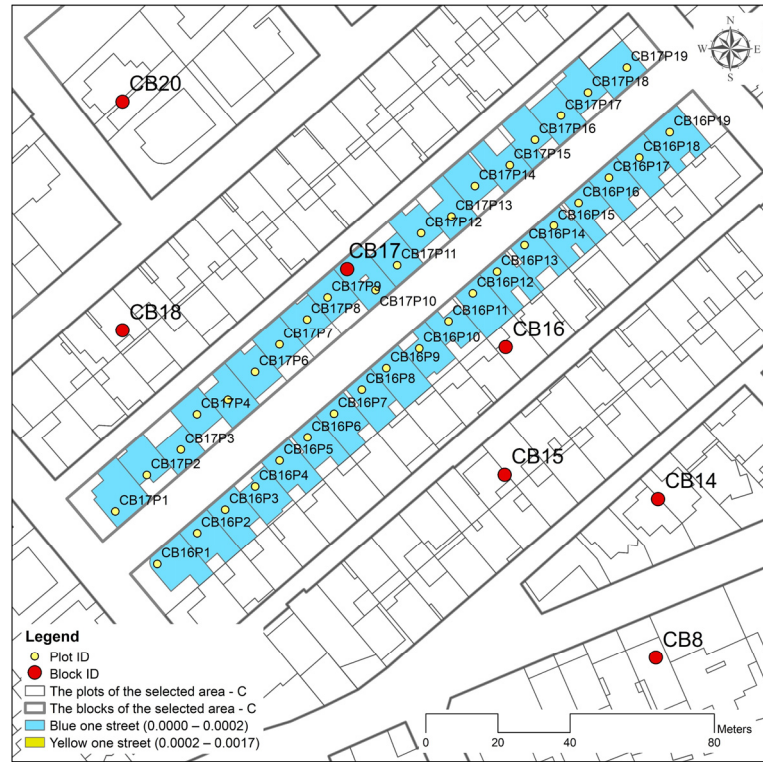 N
W E
S
CB20
CB17P19
CB17P18
CB17P17
CB17P16
CB17P15
CB17P14
CB17P13
CB17P12
CB17P11
CB17
CB17P10
CB17P9
CB17P8
CB17P7
CB17P6
CB17P4
CB17P3
CB17P2
CB17P1
CB18
CB16P19
CB16P18
CB16P17
CB16P16
CB16P15
CB16P14
CB16P13
CB16P12
CB16P11
CB16P10
CB16P9
CB16P8
CB16P7
CB16P6
CB16P5
CB16P4
CB16P3
CB16P2
CB16P1
CB16
CB15
CB14
CB8
Legend
Plot ID
Block ID
The plots of the selected area - C
The blocks of the selected area - C
Blue one street (0.0000 – 0.0002)
Yellow one street (0.0002 – 0.0017)
Meters
0 20 40 60 80